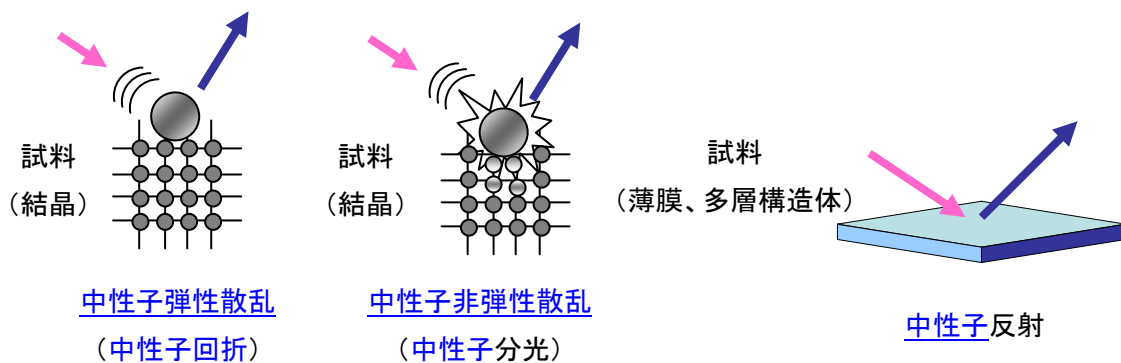 試料
(結晶)
中性子弾性散乱
(中性子回折)
試料
(結晶)
中性子非弾性散乱
(中性子分光)
試料
(薄膜、多層構造体)
中性子反射